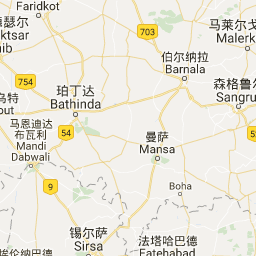 Faridkot
703
马莱尔戈
Malerk
伯尔纳拉
Barnala
754
珀丁达
Bathinda
森格鲁尔
Sangru
马恩迪达
布瓦利
Mandi
Dabwali
54
曼萨
Mansa
9
Boha
锡尔萨
Sirsa
法塔哈巴德
Fatehabad